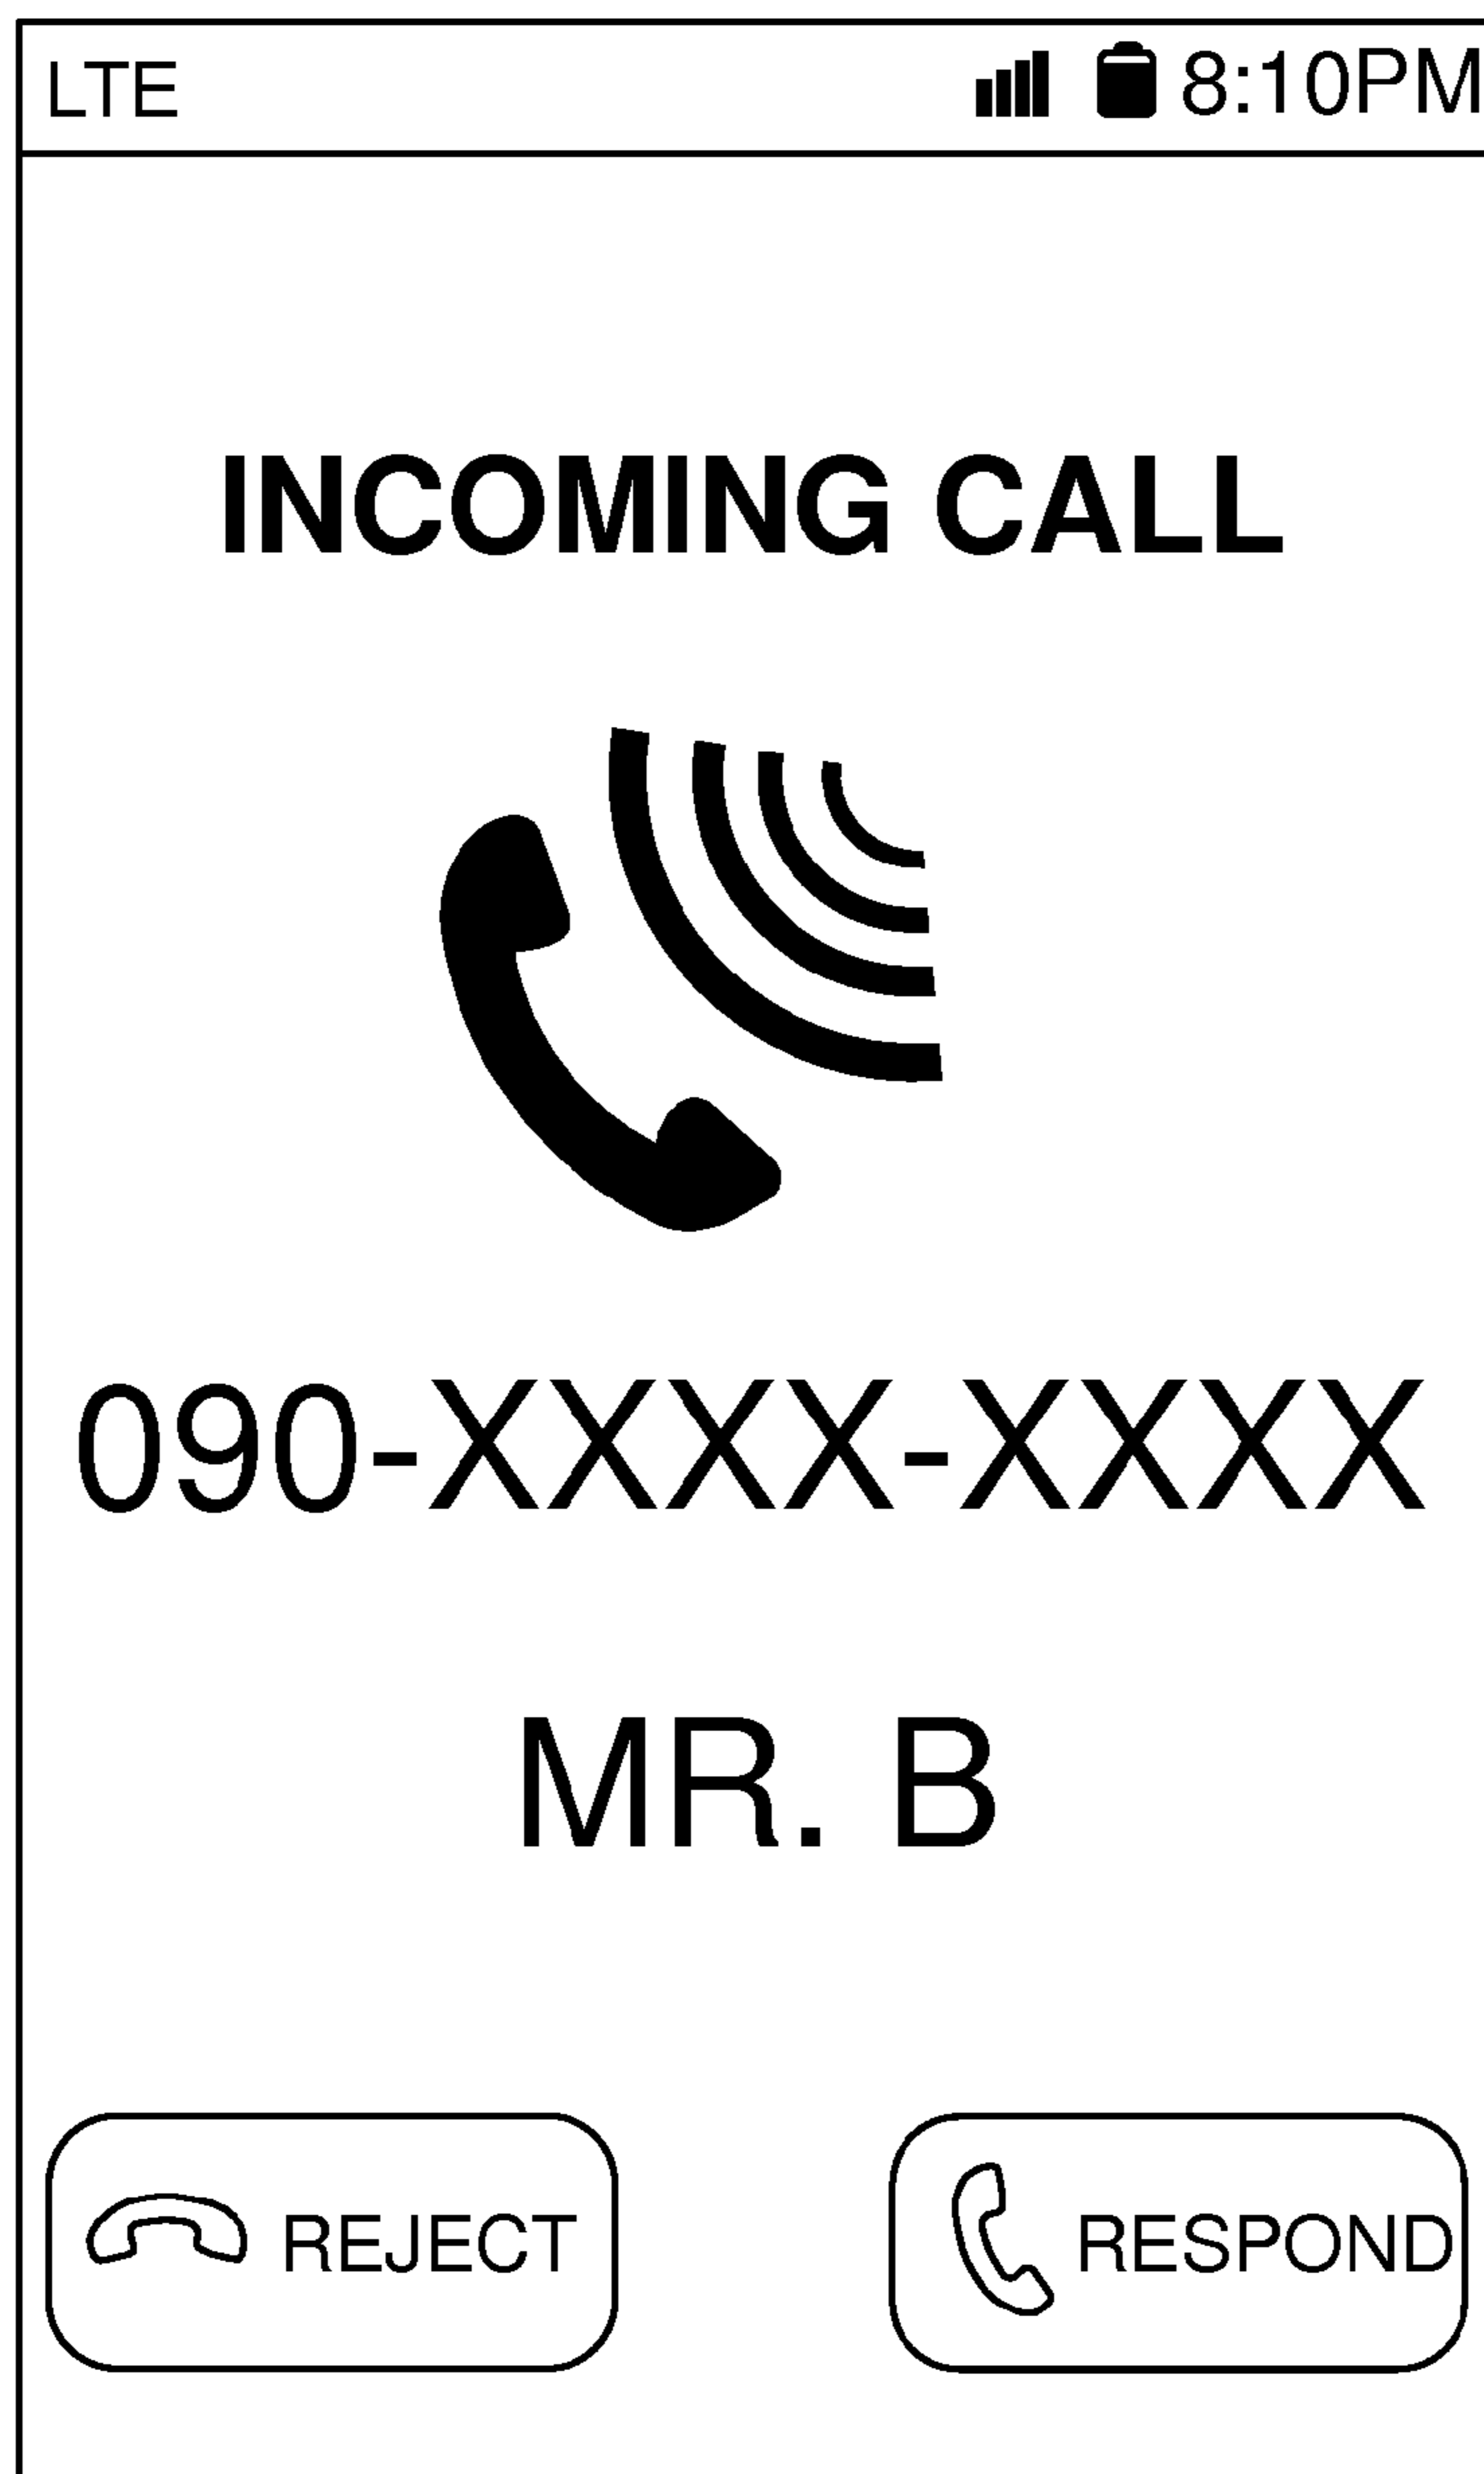 LTE 8:10PM
INCOMING CALL
090-XXXX-XXXX
MR. B
REJECT RESPOND